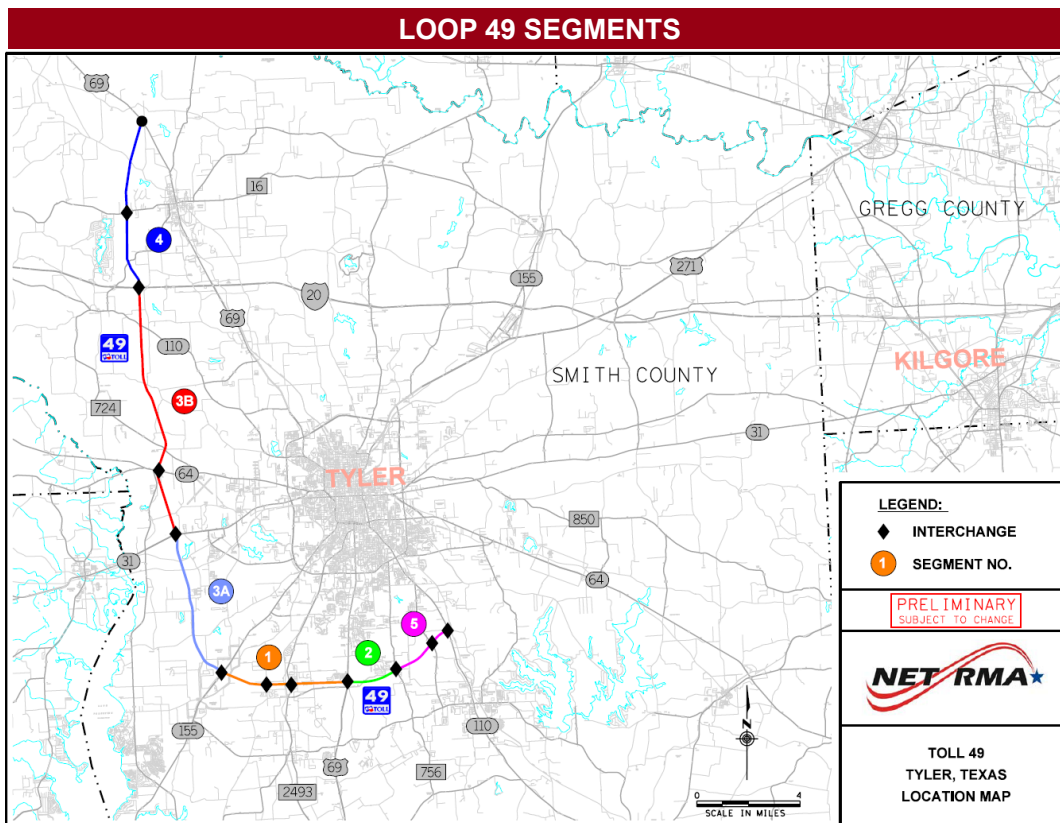 LOOP 49 SEGMENTS
69
16
GREGG COUNTY
4
155
271
20
69
49
TOLL
110
KILGORE
SMITH COUNTY
3B
724
31
64
TYLER
LEGEND:
INTERCHANGE
1
SEGMENT NO.
850
31
64
3A
PRELIMINARY
SUBJECT TO CHANGE
5
2
1
NET RMA
49
TOLL
155
110
N
69
756
2493
0
4
SCALE IN MILES
TOLL 49
TYLER, TEXAS
LOCATION MAP